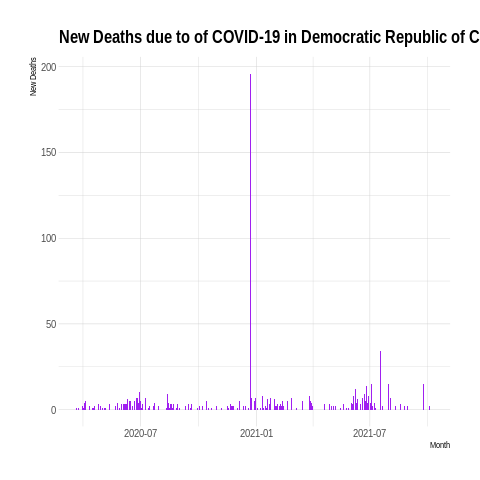 New Deaths due to of COVID-19 in Democratic Republic of C
New Deaths
200
150
100
50
0
2020-07 2021-01 2021-07
Month